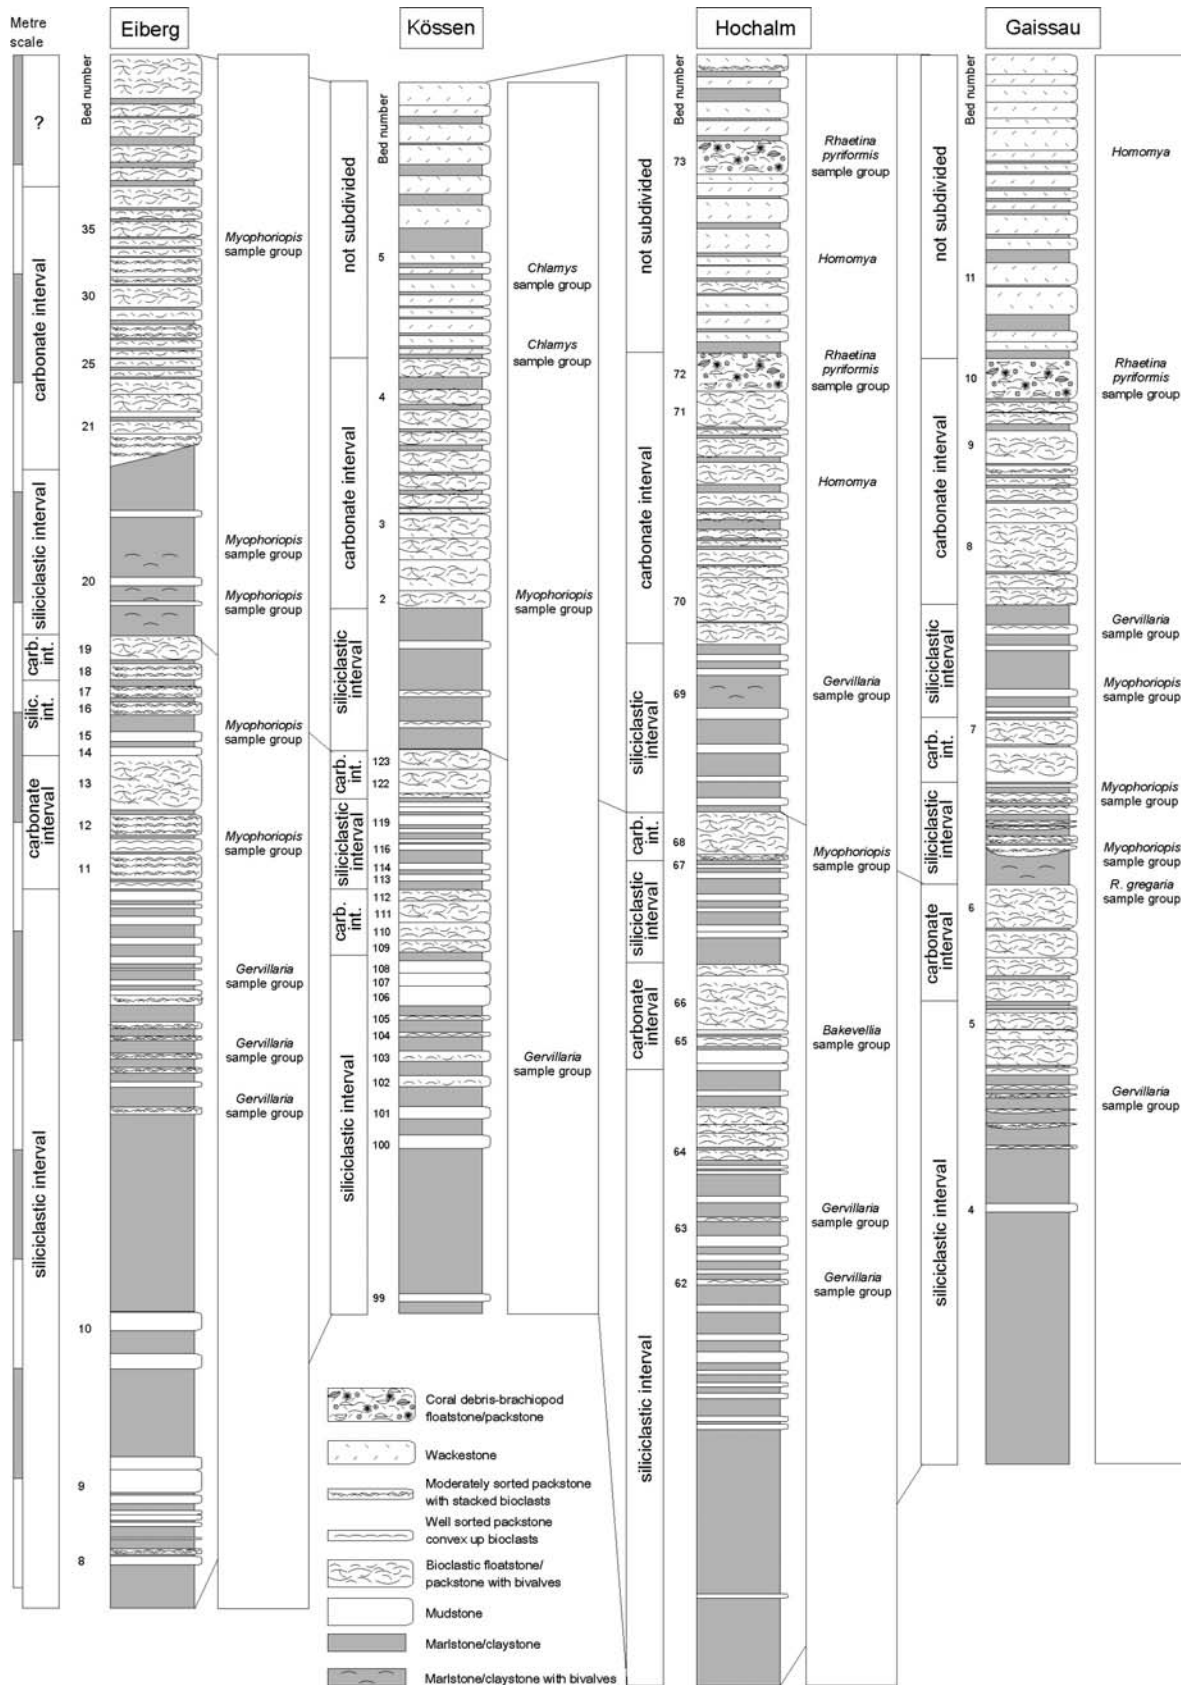 Metre
scale
Eiberg
Kössen
Hochalm
Gaissau
Bed number
?
carbonate interval
siliciclastic interval
carb.
int.
silic.
int.
carbonate
interval
siliciclastic interval
35
30
25
21
20
19
18
17
16
15
14
13
12
11
10
9
8
Myophoriopis
sample group
Myophoriopis
sample group
Myophoriopis
sample group
Myophoriopis
sample group
Myophoriopis
sample group
Gervillaria
sample group
Gervillaria
sample group
Gervillaria
sample group
not subdivided
carbonate interval
siliciclastic
interval
carb.
int.
siliciclastic
interval
carb.
int.
siliciclastic interval
Bed number
5
4
3
2
123
122
119
116
114
113
112
111
110
109
108
107
106
105
104
103
102
101
100
99
Chlamys
sample group
Chlamys
sample group
Myophoriopis
sample group
Gervillaria
sample group
not subdivided
carbonate interval
siliciclastic
interval
carb.
int.
siliciclastic
interval
carbonate
interval
siliciclastic interval
Bed number
73
72
71
70
69
68
67
66
65
64
63
62
Rhaetina
pyriformis
sample group
Homomya
Rhaetina
pyriformis
sample group
Homomya
Gervillaria
sample group
Myophoriopis
sample group
Bakevellia
sample group
Gervillaria
sample group
Gervillaria
sample group
not subdivided
carbonate interval
siliciclastic
interval
carb.
int.
siliciclastic
interval
carbonate
interval
siliciclastic interval
Bed number
11
10
9
8
7
6
5
4
Homomya
Rhaetina
pyriformis
sample group
Gervillaria
sample group
Myophoriopis
sample group
Myophoriopis
sample group
Myophoriopis
sample group
R. gregaria
sample group
Gervillaria
sample group
Coral debris-brachiopod
floatstone/packstone
Wackestone
Moderately sorted packstone
with stacked bioclasts
Well sorted packstone
convex up bioclasts
Bioclastic floatstone/
packstone with bivalves
Mudstone
Marlstone/claystone
Marlstone/claystone with bivalves